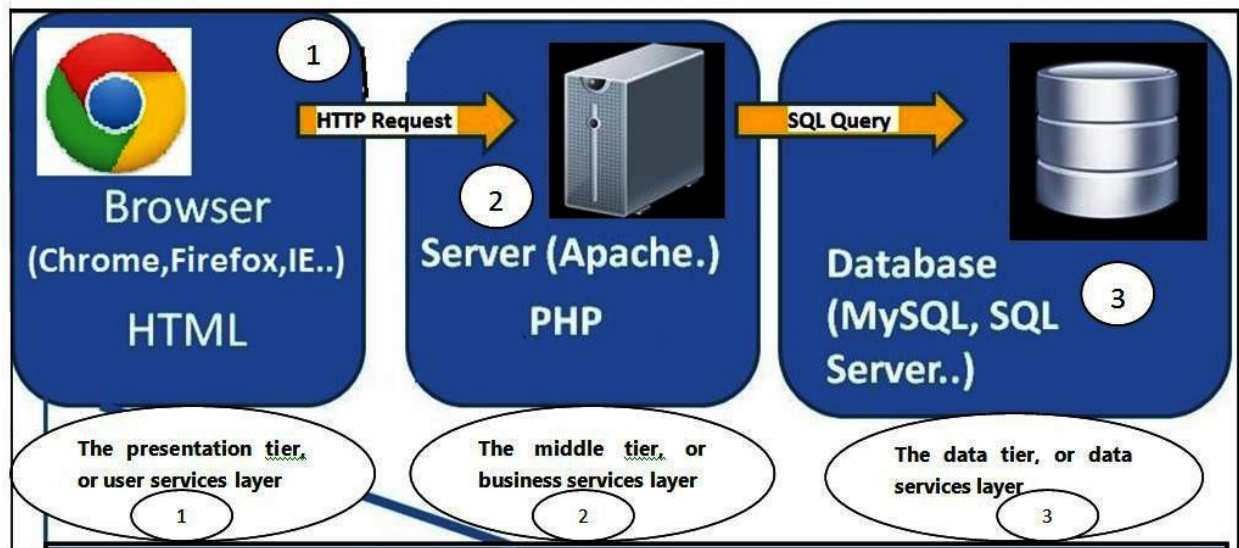 1
HTTP Request
SQL Query
2
Browser
(Chrome,Firefox,IE..)
HTML
Server (Apache.)
PHP
Database
(MySQL, SQL
Server..)
3
The presentation tier,
or user services layer
1
The middle tier, or
business services layer
2
The data tier, or data
services layer
3